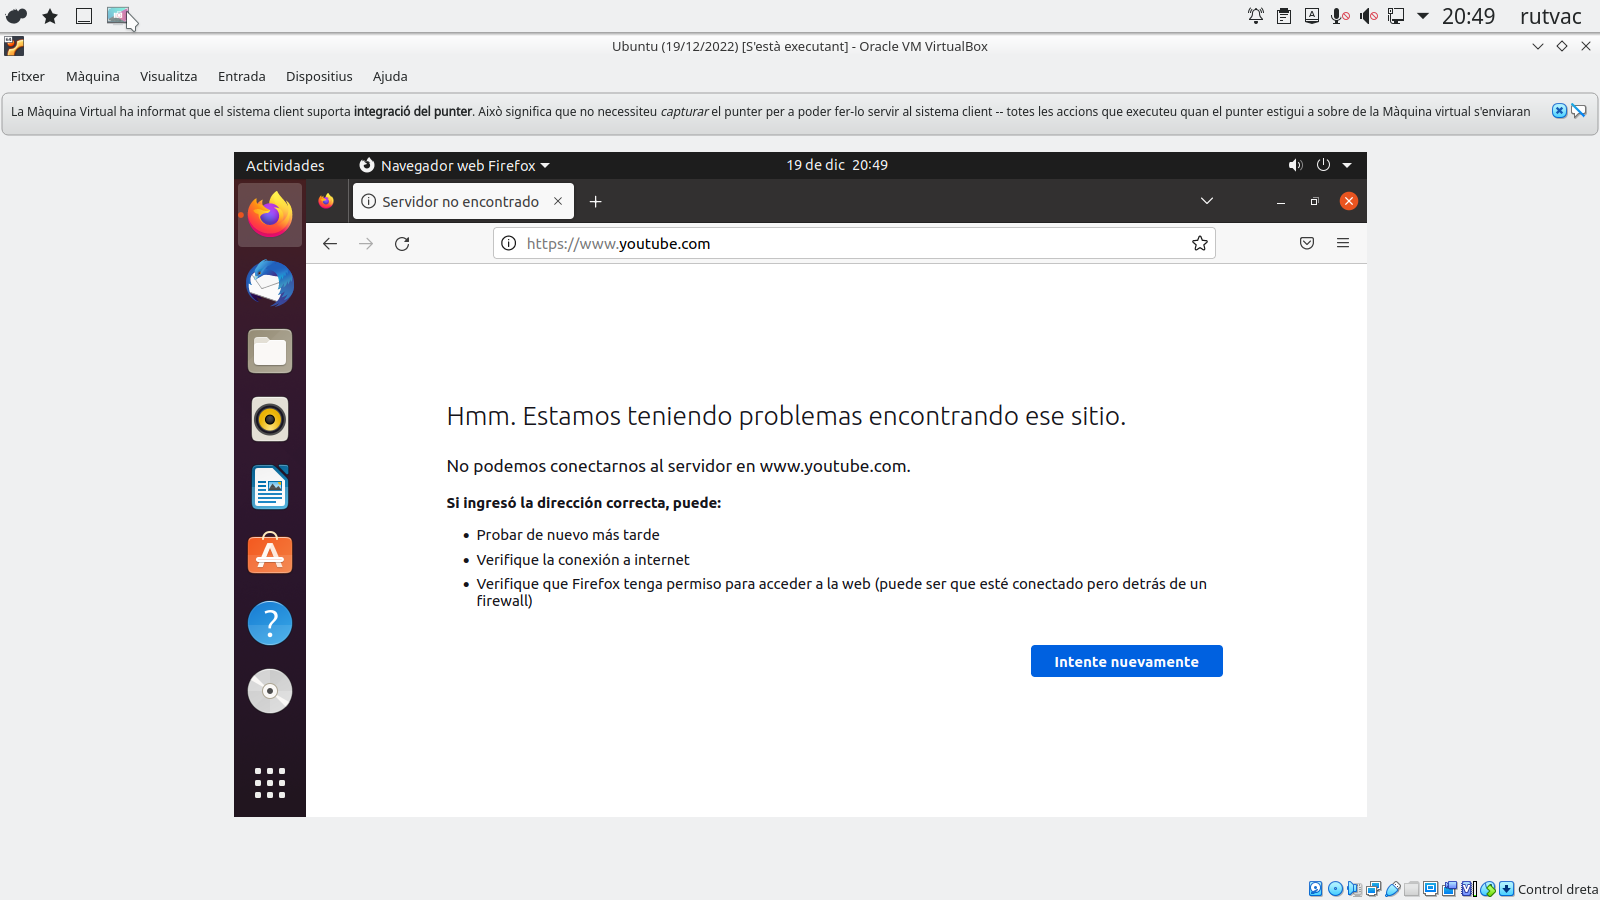 20:49 rutvac
Ubuntu (19/12/2022) [S'està executant] - Oracle VM VirtualBox
Fitxer Màquina Visualitza Entrada Dispositius Ajuda
La Màquina Virtual ha informat que el sistema client suporta integració del punter. Això significa que no necessiteu capturar el punter per a poder fer-lo servir al sistema client -- totes les accions que executeu quan el punter estigui a sobre de la Màquina virtual s'enviaran
Actividades Navegador web Firefox 19 de dic 20:49
Servidor no encontrado
https://www.youtube.com
Hmm. Estamos teniendo problemas encontrando ese sitio.
No podemos conectarnos al servidor en www.youtube.com.
Si ingresó la dirección correcta, puede:
• Probar de nuevo más tarde
• Verifique la conexión a internet
• Verifique que Firefox tenga permiso para acceder a la web (puede ser que esté conectado pero detrás de un
firewall)
Intente nuevamente
Control dreta